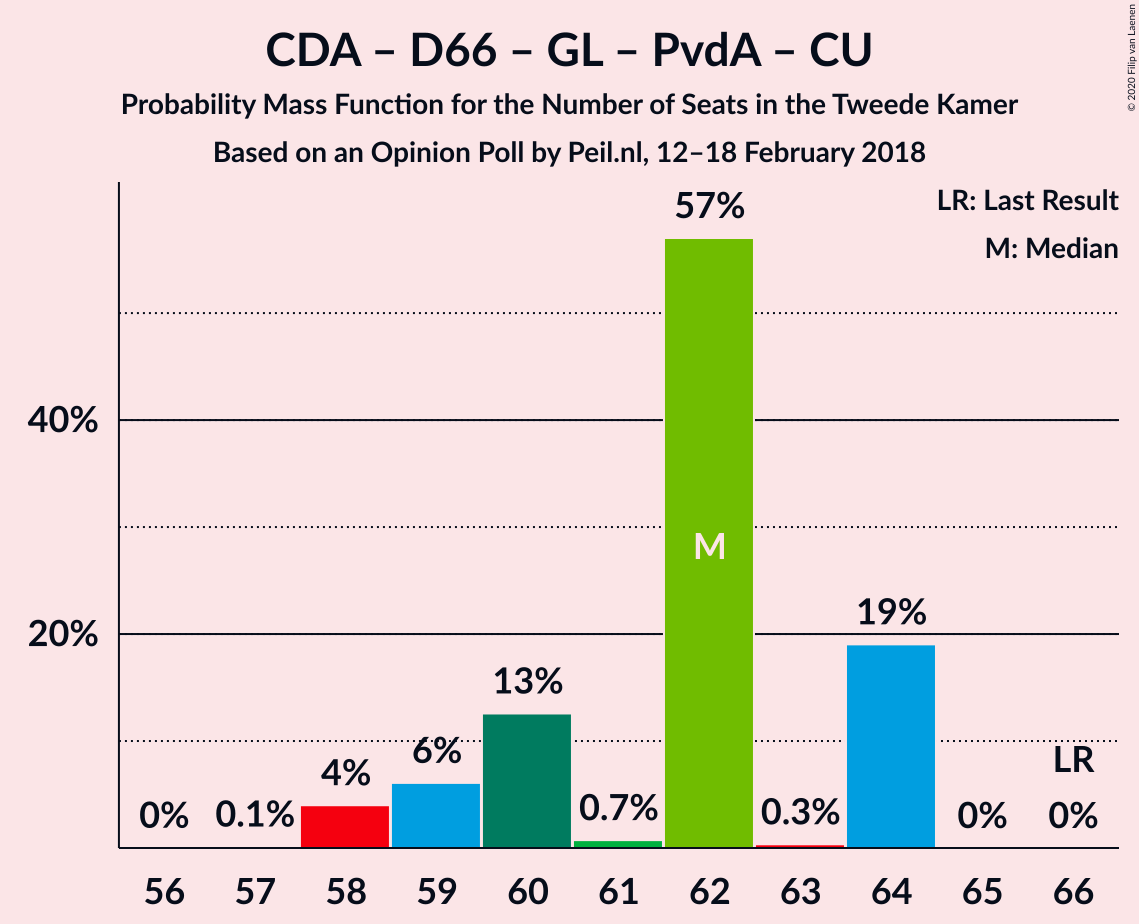 CDA – D66 – GL – PvdA – CU
Probability Mass Function for the Number of Seats in the Tweede Kamer
Based on an Opinion Poll by Peil.nl, 12–18 February 2018
© 2020 Filip van Laenen
LR: Last Result
M: Median
57%
40%
M
20%
19%
13%
6%
4%
0%
0.1%
0.7%
0.3%
0%
LR
0%
56 57 58 59 60 61 62 63 64 65 66